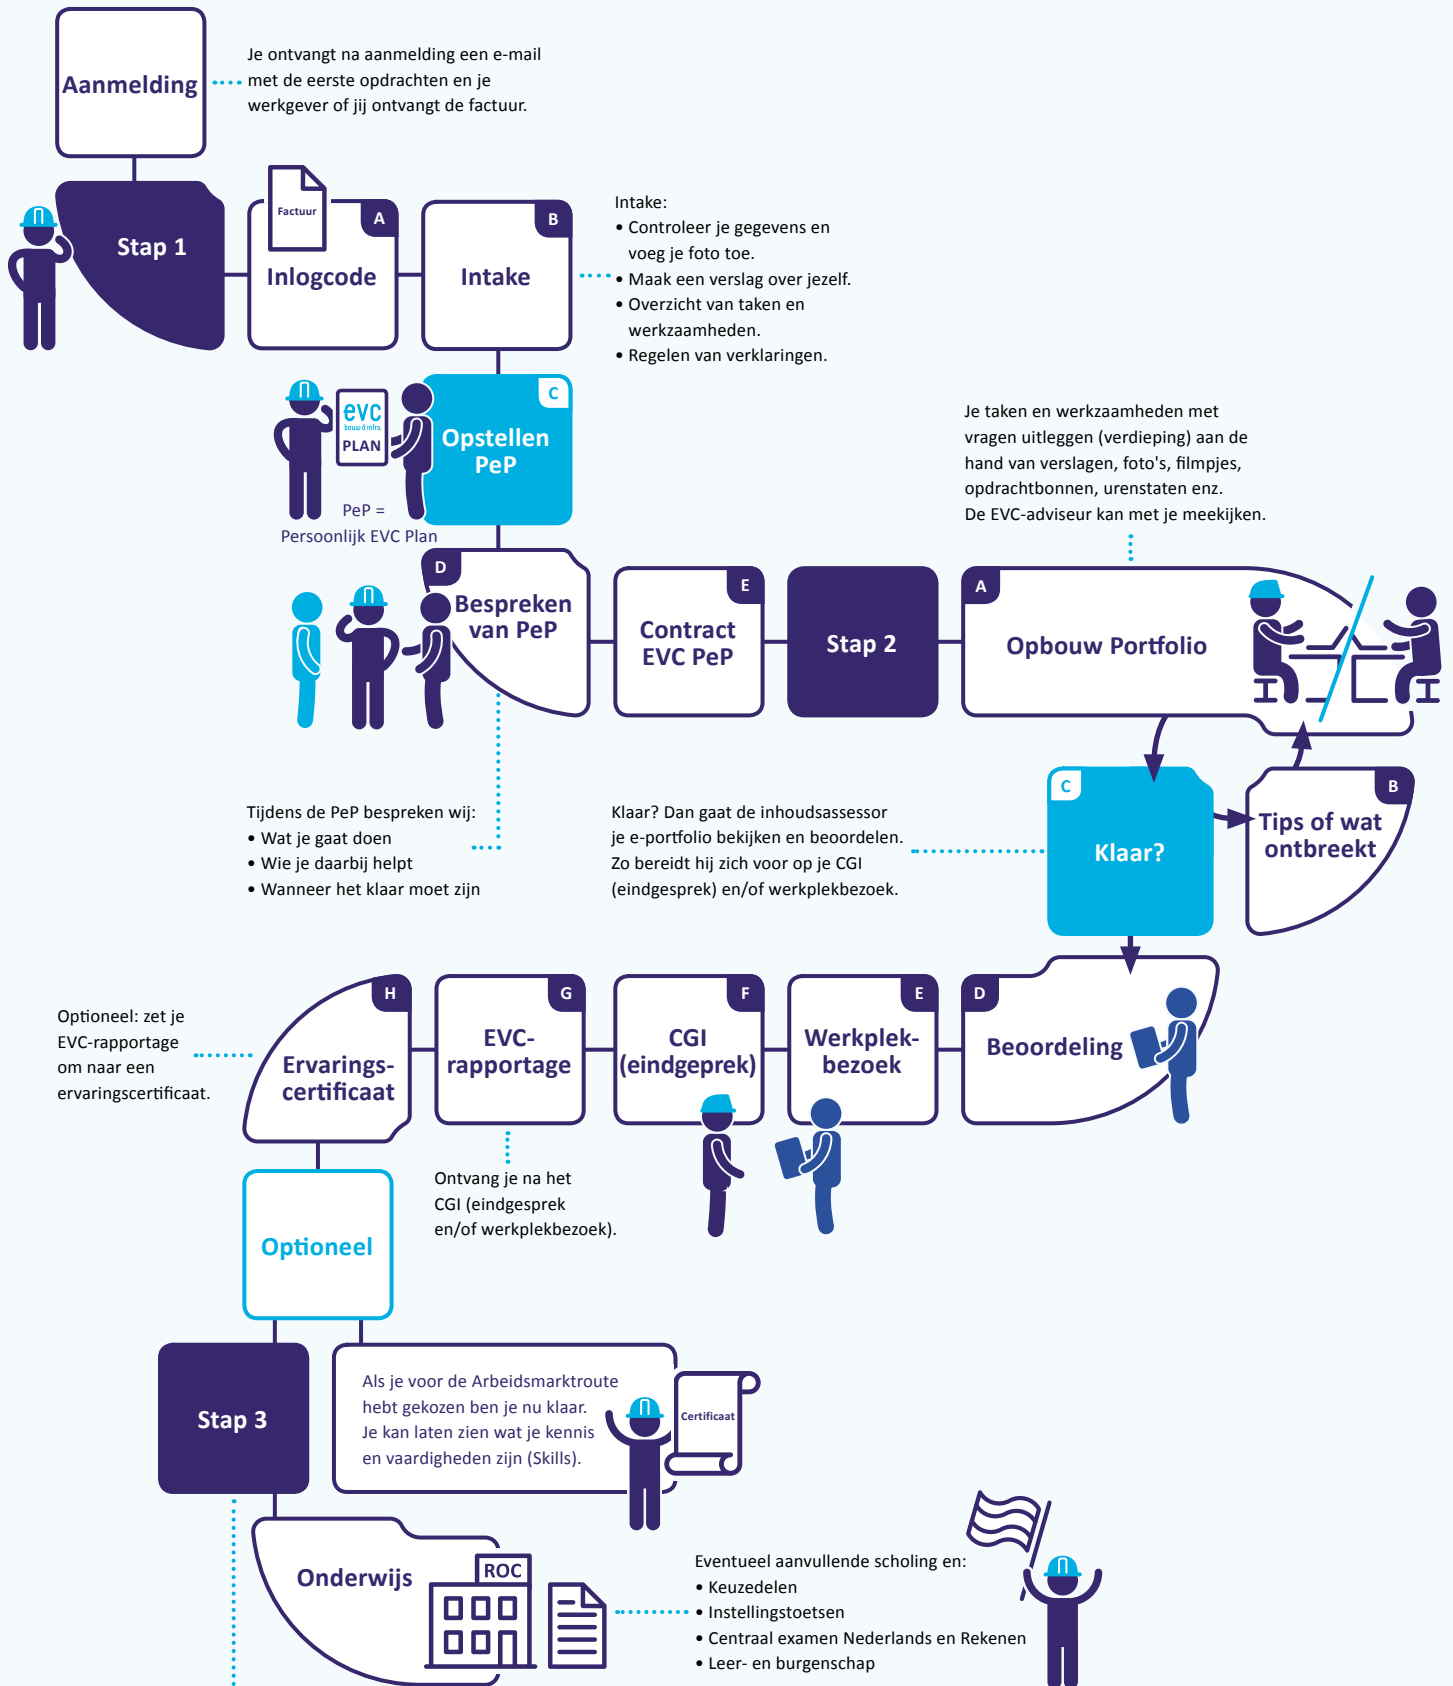 Aanmelding
Je ontvangt na aanmelding een e-mail
met de eerste opdrachten en je
werkgever of jij ontvangt de factuur.
Stap 1
Factuur
A
Inlogcode
B
Intake
Intake:
• Controleer je gegevens en
voeg je foto toe.
• Maak een verslag over jezelf.
• Overzicht van taken en
werkzaamheden.
• Regelen van verklaringen.
evc
bouw & infra
PLAN
PeP =
Persoonlijk EVC Plan
C
Opstellen
PeP
D
Bespreken
van PeP
E
Contract
EVC PeP
Stap 2
Je taken en werkzaamheden met
vragen uitleggen (verdieping) aan de
hand van verslagen, foto's, filmpjes,
opdrachtbonnen, urenstaten enz.
De EVC-adviseur kan met je meekijken.
A
Opbouw Portfolio
Tijdens de PeP bespreken wij:
• Wat je gaat doen
• Wie je daarbij helpt
• Wanneer het klaar moet zijn
Klaar? Dan gaat de inhoudsassessor
je e-portfolio bekijken en beoordelen.
Zo bereidt hij zich voor op je CGI
(eindgesprek) en/of werkplekbezoek.
C
Klaar?
B
Tips of wat
ontbreekt
D
Beoordeling
E
Werkplek-
bezoek
F
CGI
(eindgeprek)
G
EVC-
rapportage
H
Ervarings-
certificaat
Optioneel: zet je
EVC-rapportage
om naar een
ervaringscertificaat.
Ontvang je na het
CGI (eindgesprek
en/of werkplekbezoek).
Optioneel
Stap 3
Als je voor de Arbeidsmarktroute
hebt gekozen ben je nu klaar.
Je kan laten zien wat je kennis
en vaardigheden zijn (Skills).
Certificaat
Onderwijs
ROC
Eventueel aanvullende scholing en:
• Keuzedelen
• Instellingstoetsen
• Centraal examen Nederlands en Rekenen
• Leer- en burgenschap